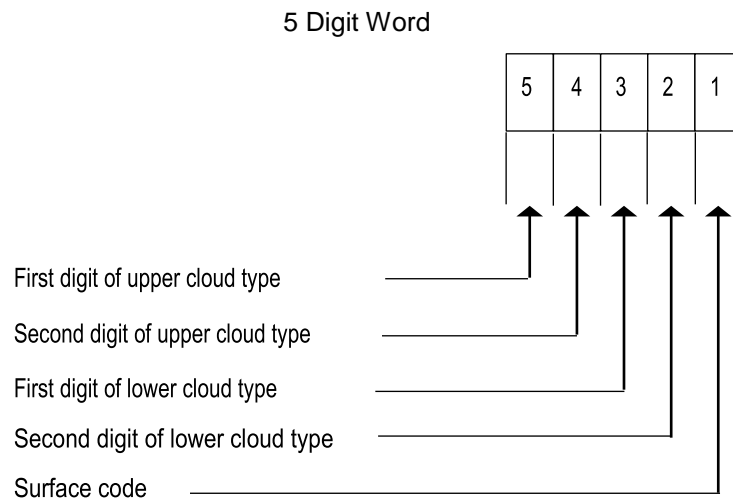 5 Digit Word
5 4 3 2 1
First digit of upper cloud type
Second digit of upper cloud type
First digit of lower cloud type
Second digit of lower cloud type
Surface code